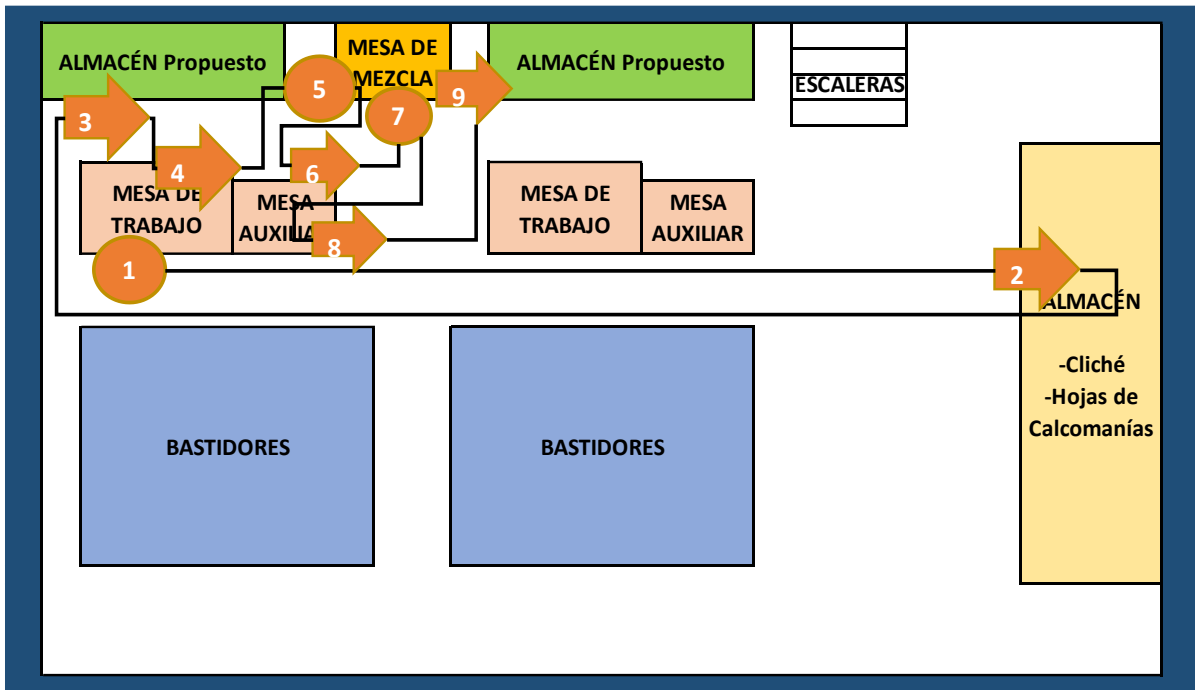 ALMACÉN Propuesto
MESA DE
MEZCLA
ALMACÉN Propuesto
ESCALERAS
5
7
9
3
4
6
MESA DE
TRABAJO
MESA
AUXILIAR
8
MESA DE
TRABAJO
MESA
AUXILIAR
1
2
ALMACÉN
-Cliché
-Hojas de
Calcomanías
BASTIDORES
BASTIDORES